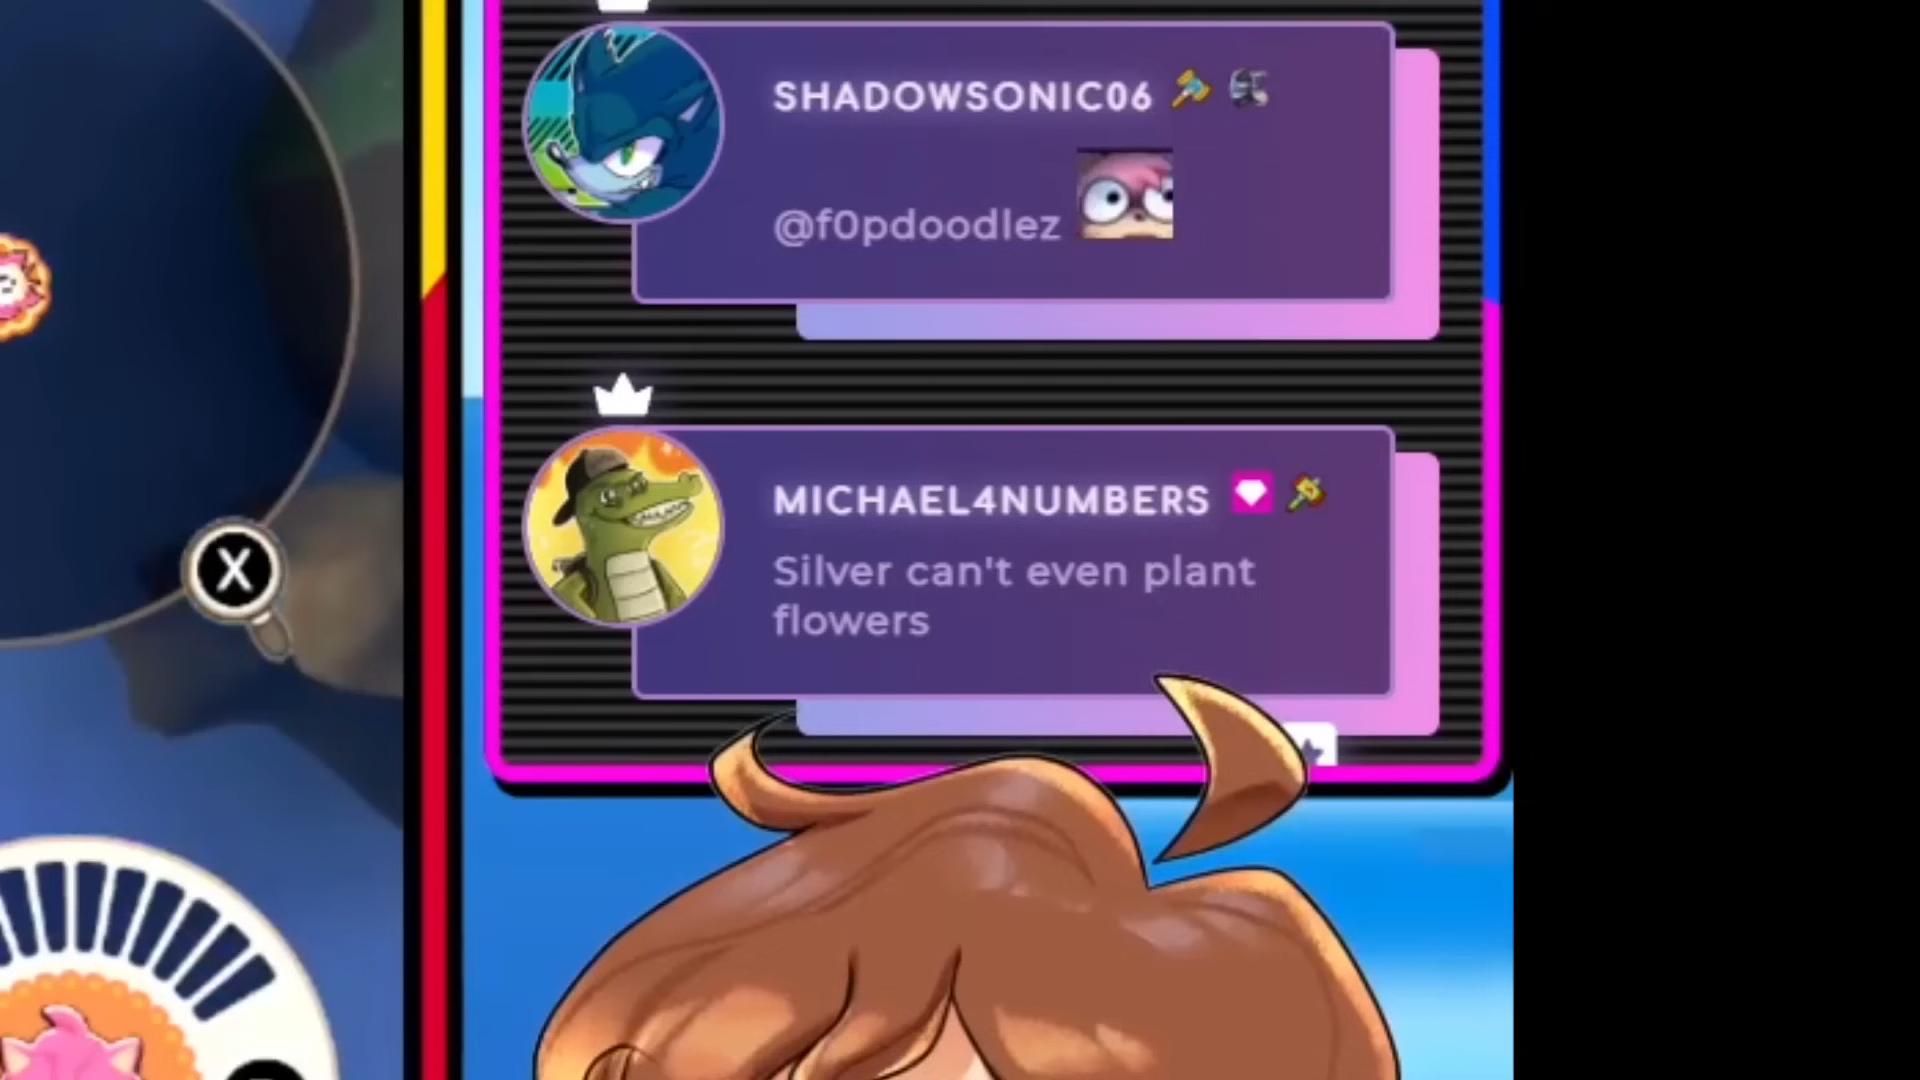 SHADOWSONIC06
@f0pdoodlez
X
MICHAEL4NUMBERS
Silver can't even plant
flowers